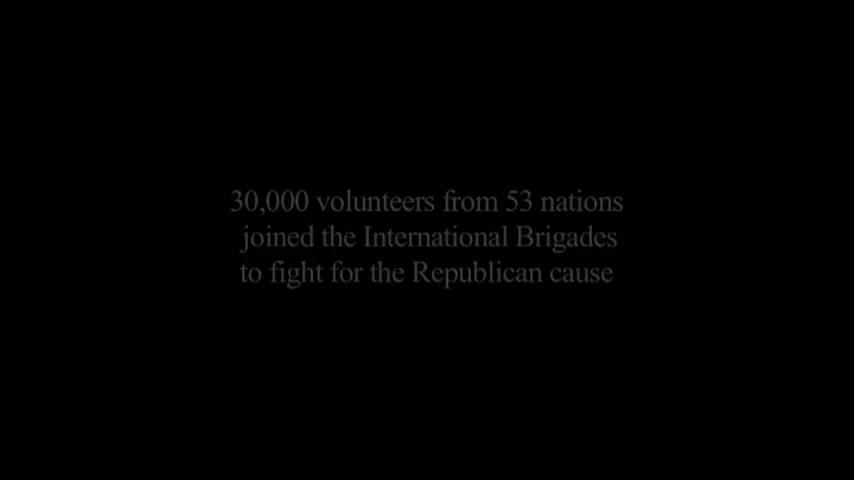 30,000 volunteers from 53 nations
joined the International Brigades
to fight for the Republican cause